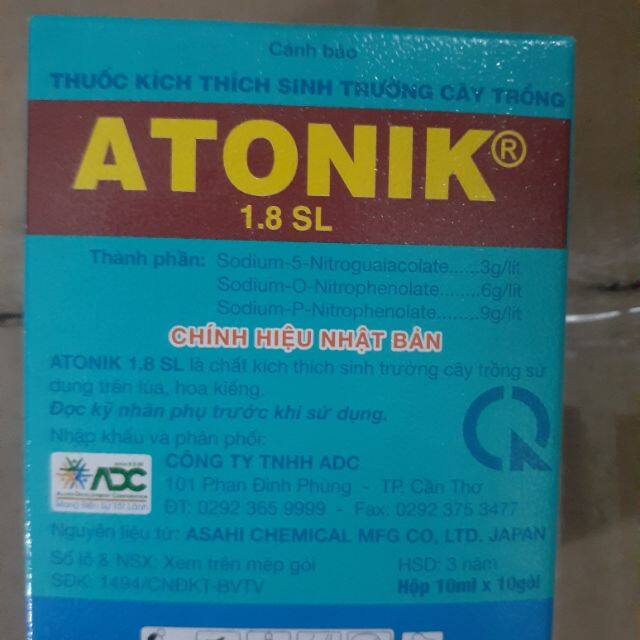 Cảnh báo
THUỐC KÍCH THÍCH SINH TRƯỞNG CÂY TRỒNG
ATONIK®
1.8 SL
Thành phần: Sodium-5-Nitroguaiacolate......3g/lít
Sodium-O-Nitrophenolate........6g/lít
Sodium-P-Nitrophenolate........9g/lít
CHÍNH HIỆU NHẬT BẢN
ATONIK 1.8 SL là chất kích thích sinh trưởng cây trồng sử
dụng trên lúa, hoa kiểng.
Đọc kỹ nhãn phụ trước khi sử dụng.
Nhập khẩu và phân phối:
ADC
Mang Đến Sự Tốt Lành
CÔNG TY TNHH ADC
101 Phan Đình Phùng - TP. Cần Thơ
ĐT: 0292 365 9999 - Fax: 0292 375 3477
Nguyên liệu từ: ASAHI CHEMICAL MFG CO, LTD. JAPAN
Số lô & NSX: Xem trên mép gói HSD: 3 năm
SĐK: 1494/CNĐKT-BVTV Hộp 10ml x 10gói